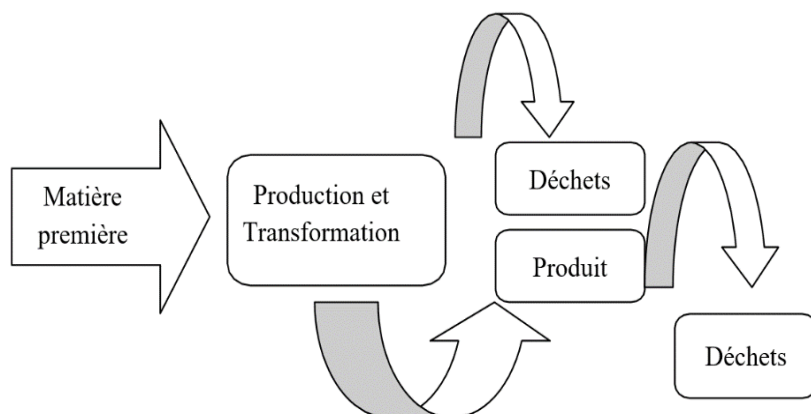 Matière
première
Production et
Transformation
Déchets
Produit
Déchets